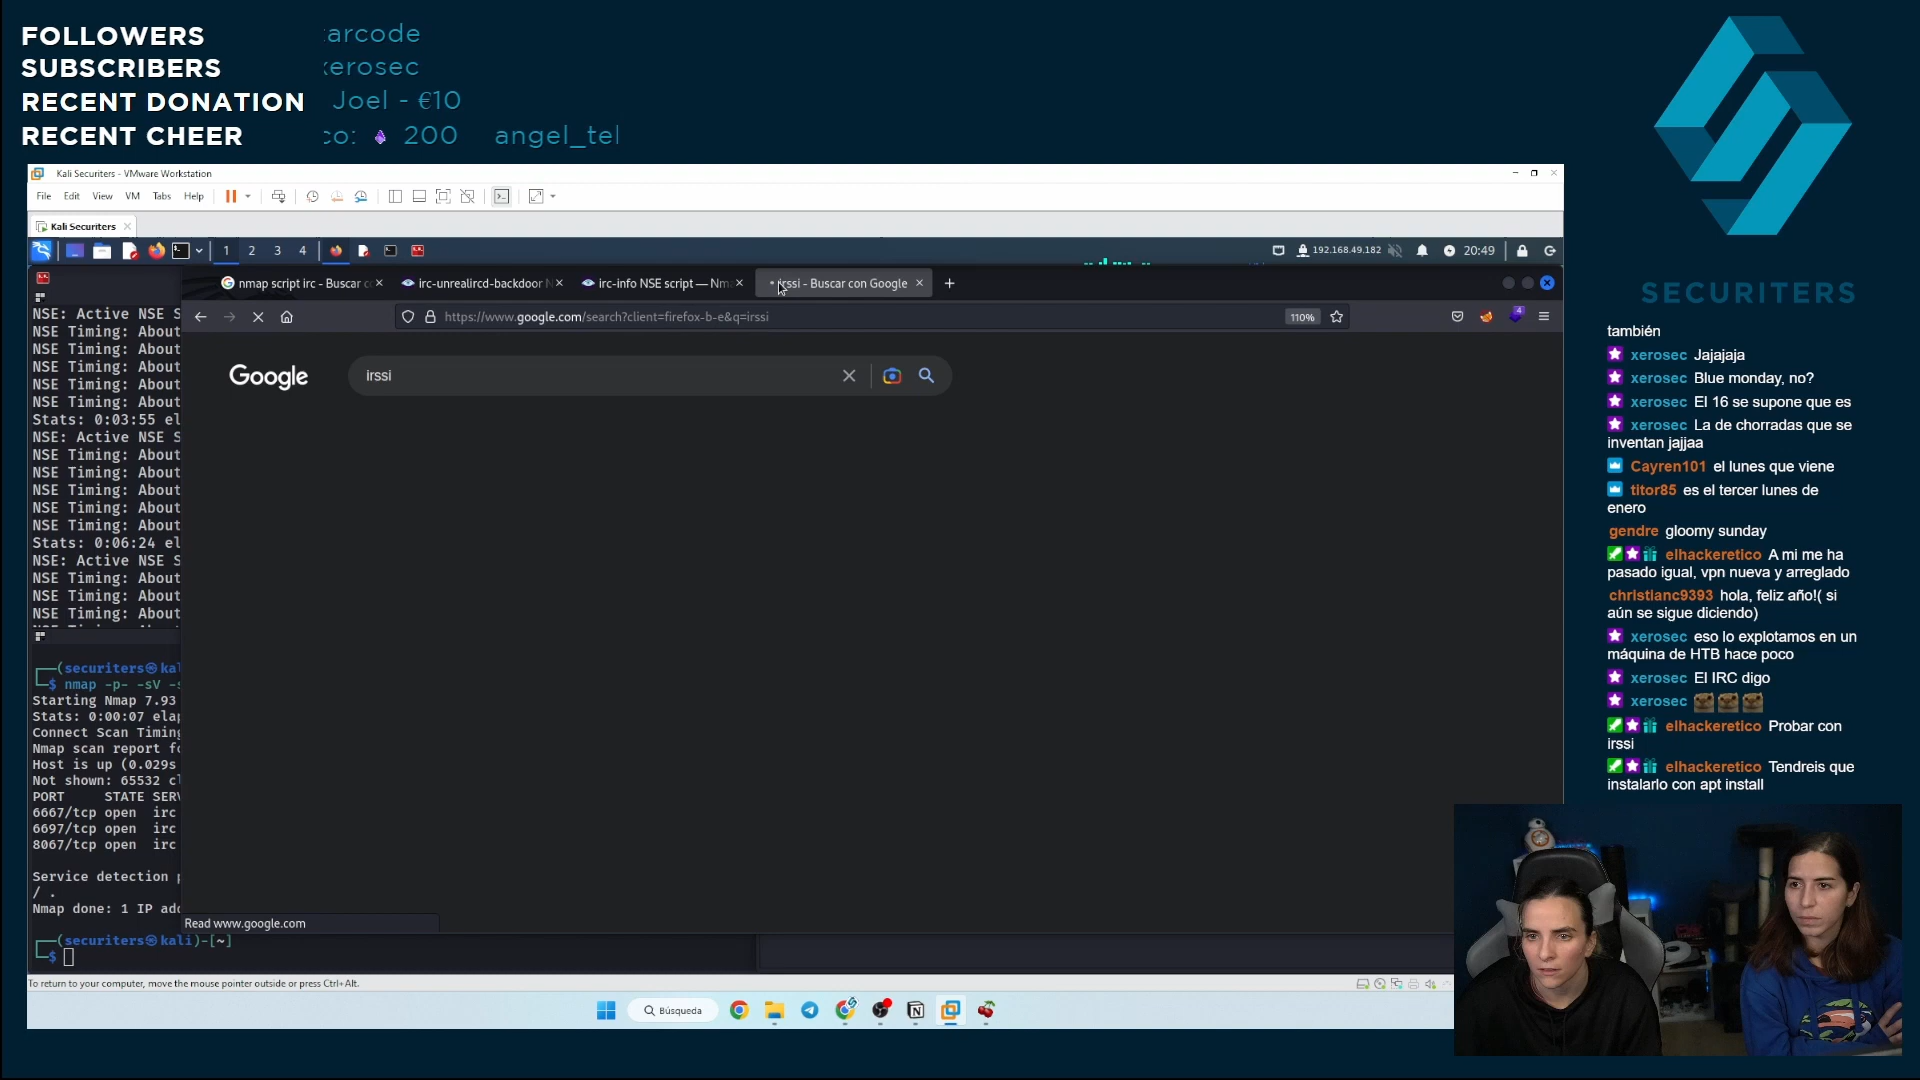 FOLLOWERS
arcode
SUBSCRIBERS
xerosec
RECENT DONATION
Joel - €10
RECENT CHEER
co: 200 angel_tel
SECURITERS
Kali Securiters - VMware Workstation
File Edit View VM Tabs Help
Kali Securiters
1 2 3 4
192.168.49.182
20:49
nmap script irc - Buscar c
irc-unrealircd-backdoor N
irc-info NSE script — Nm
irssi - Buscar con Google
https://www.google.com/search?client=firefox-b-e&q=irssi
110%
4
Google
irssi
NSE: Active NSE S
NSE Timing: About
NSE Timing: About
NSE Timing: About
NSE Timing: About
NSE Timing: About
Stats: 0:03:55 el
NSE: Active NSE S
NSE Timing: About
NSE Timing: About
NSE Timing: About
NSE Timing: About
NSE Timing: About
Stats: 0:06:24 el
NSE: Active NSE S
NSE Timing: About
NSE Timing: About
NSE Timing: About
(securiters㉿kal
$ nmap -p- -sV -s
Starting Nmap 7.93
Stats: 0:00:07 elap
Connect Scan Timing
Nmap scan report fo
Host is up (0.029s
Not shown: 65532 cl
PORT STATE SERV
6667/tcp open irc
6697/tcp open irc
8067/tcp open irc
Service detection p
/ .
Nmap done: 1 IP add
Read www.google.com
(securiters㉿kali)-[~]
$
To return to your computer, move the mouse pointer outside or press Ctrl+Alt.
Búsqueda
también
xerosec Jajajaja
xerosec Blue monday, no?
xerosec El 16 se supone que es
xerosec La de chorradas que se
inventan jajjaa
Cayren101 el lunes que viene
titor85 es el tercer lunes de
enero
gendre gloomy sunday
elhackeretico A mi me ha
pasado igual, vpn nueva y arreglado
christianc9393 hola, feliz año!( si
aún se sigue diciendo)
xerosec eso lo explotamos en un
máquina de HTB hace poco
xerosec El IRC digo
xerosec
elhackeretico Probar con
irssi
elhackeretico Tendreis que
instalarlo con apt install